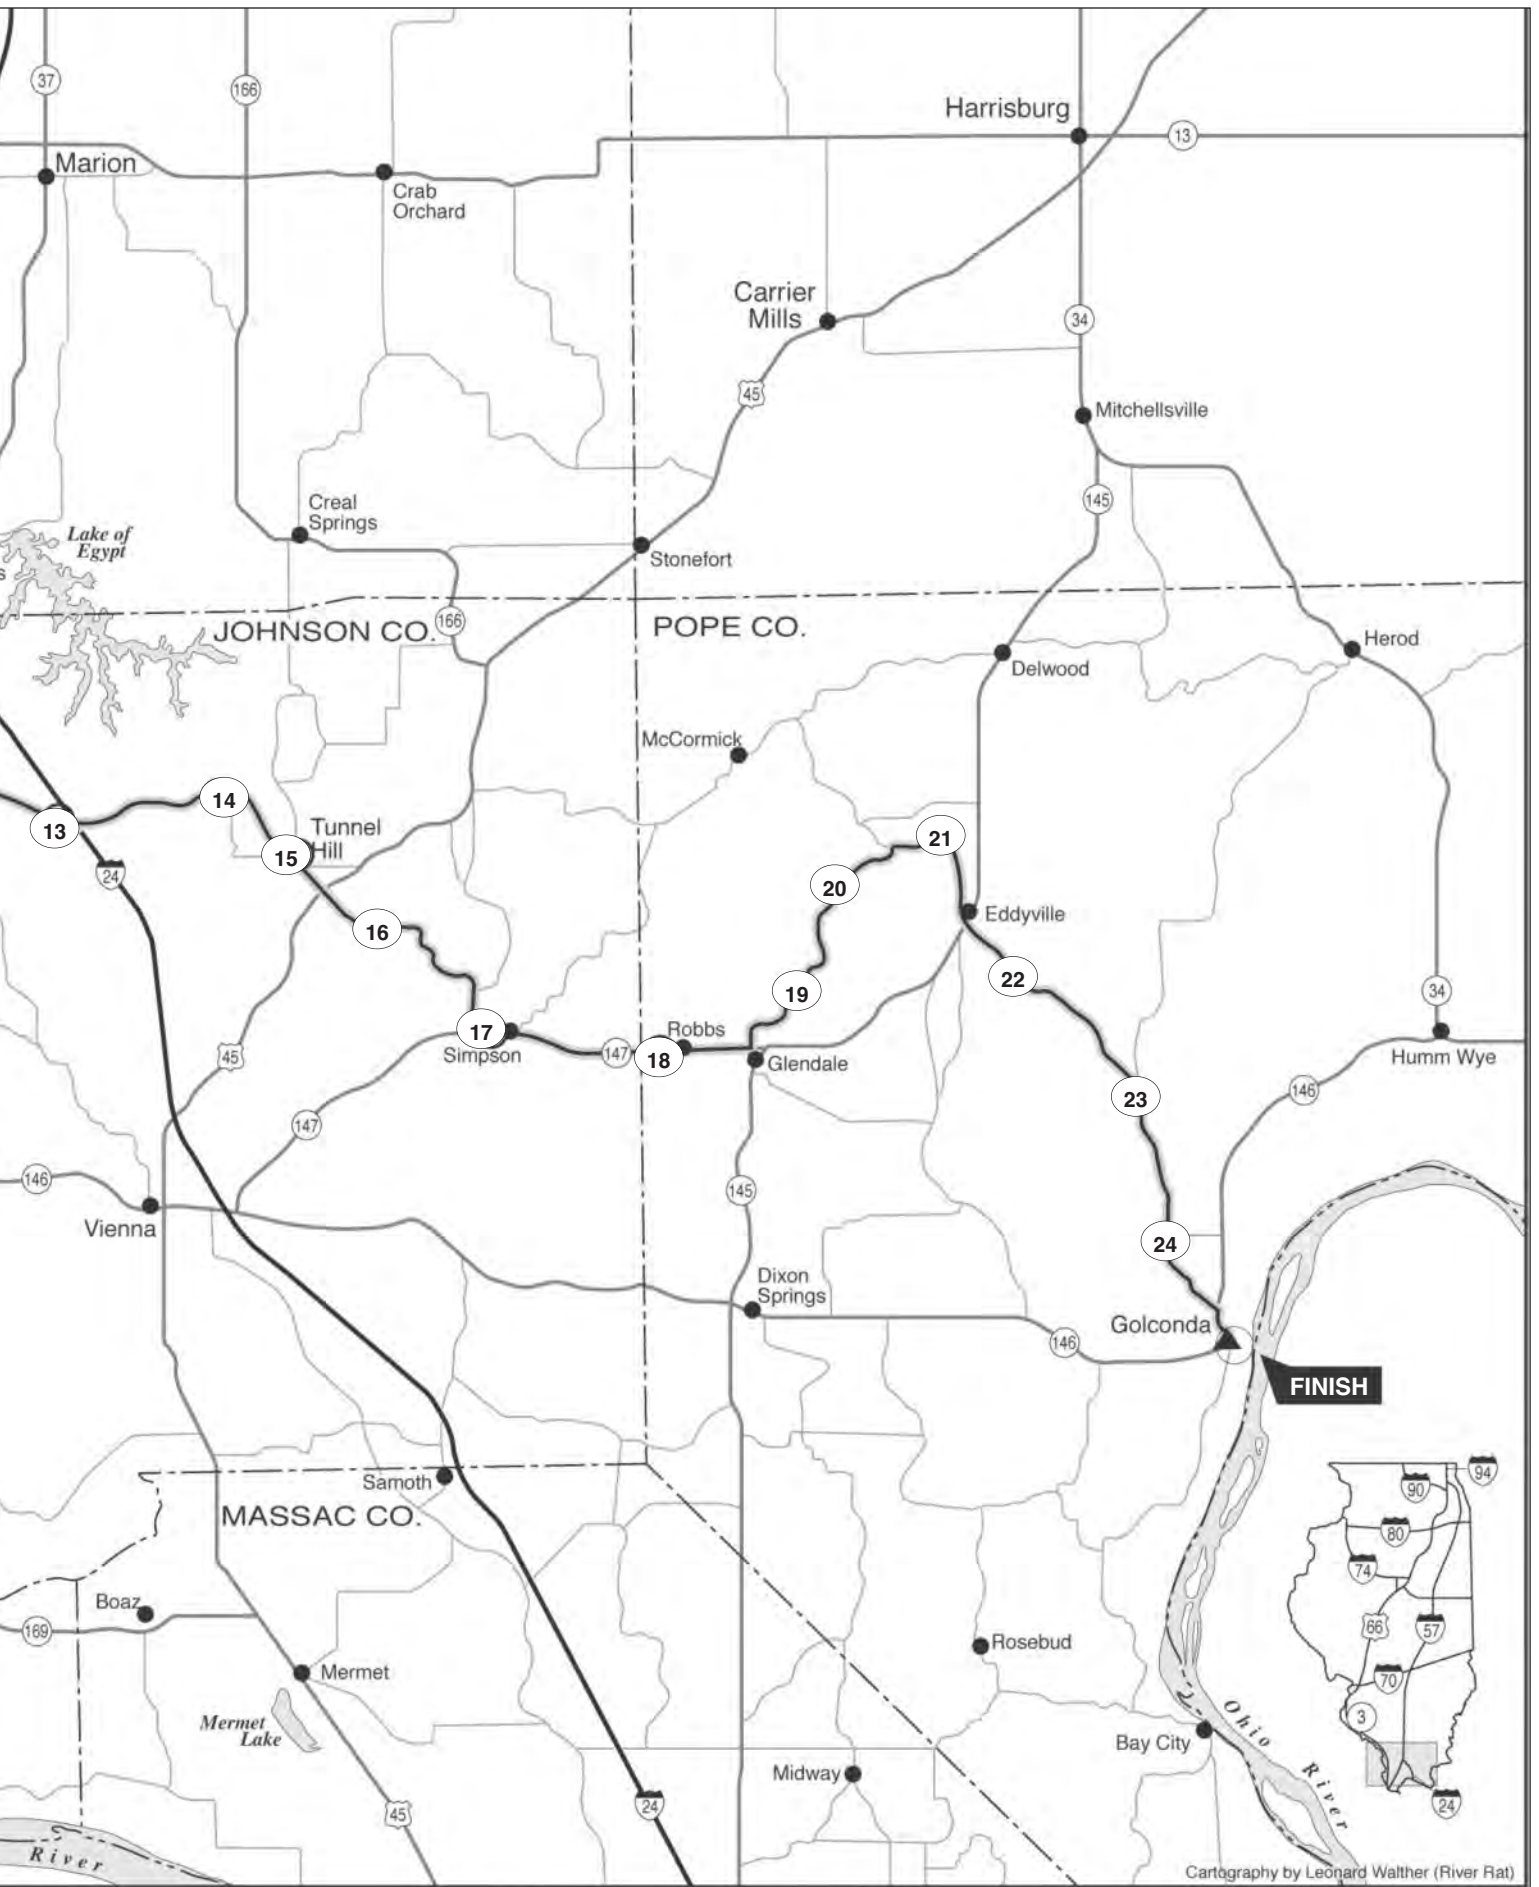 37
166
Harrisburg
13
Marion
Crab
Orchard
Carrier
Mills
34
45
Mitchellsville
145
Creal
Springs
Lake of
Egypt
s
Stonefort
JOHNSON CO.
166
POPE CO.
Herod
Delwood
McCormick
14
13
Tunnel
Hill
15
24
21
20
16
Eddyville
22
19
34
17
Simpson
147
18
Robbs
Glendale
45
Humm Wye
146
23
147
146
145
Vienna
24
Dixon
Springs
Golconda
146
FINISH
94
90
Samoth
MASSAC CO.
80
74
Boaz
169
66
57
Rosebud
Mermet
70
Mermet
Lake
3
Ohio River
Bay City
Midway
45
24
24
River
Cartography by Leonard Walther (River Rat)